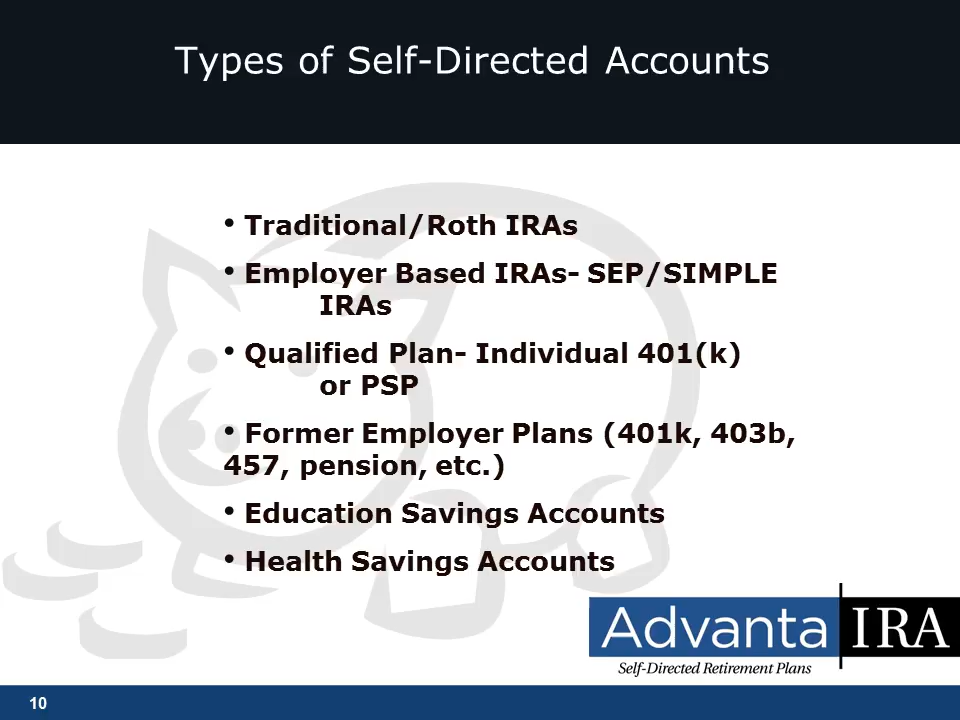 Types of Self-Directed Accounts
• Traditional/Roth IRAs
• Employer Based IRAs- SEP/SIMPLE
IRAs
• Qualified Plan- Individual 401(k)
or PSP
• Former Employer Plans (401k, 403b,
457, pension, etc.)
• Education Savings Accounts
• Health Savings Accounts
Advanta IRA
Self-Directed Retirement Plans
10